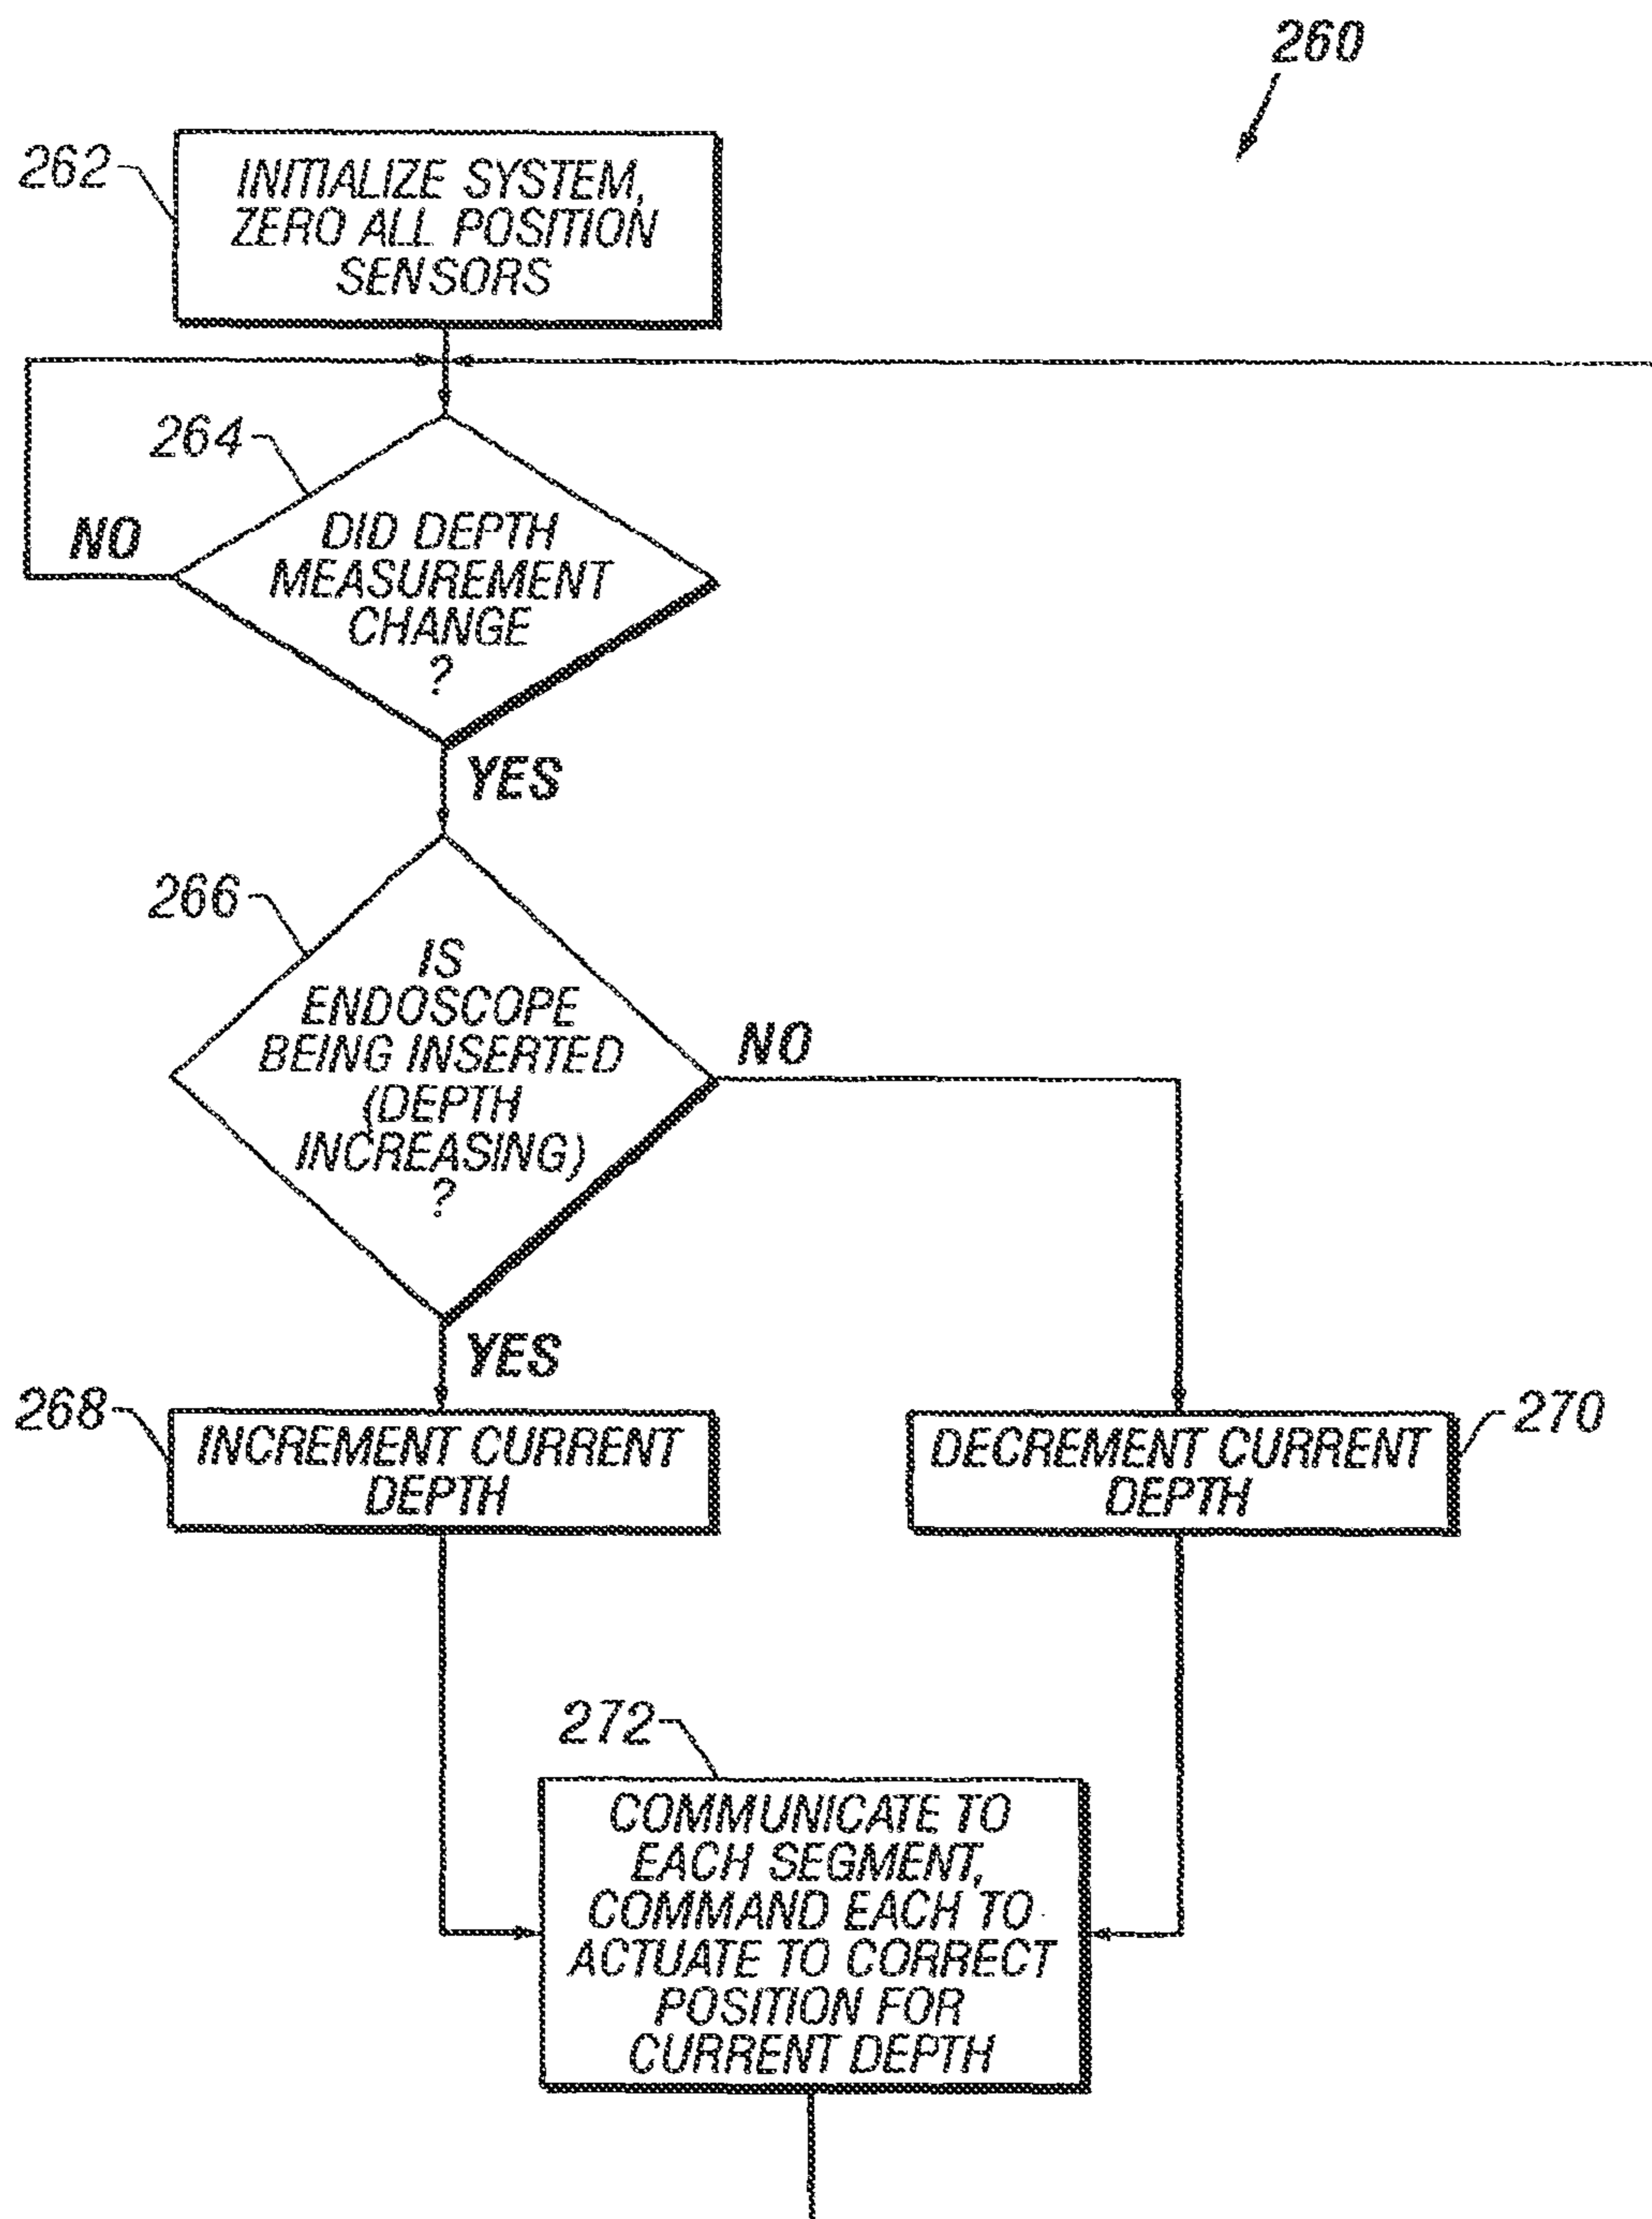 260
262
INITIALIZE SYSTEM,
ZERO ALL POSITION
SENSORS
264
NO
DID DEPTH
MEASUREMENT
CHANGE
?
YES
266
IS
ENDOSCOPE
BEING INSERTED
(DEPTH
INCREASING)
?
NO
YES
268
INCREMENT CURRENT
DEPTH
DECREMENT CURRENT
DEPTH
270
272
COMMUNICATE TO
EACH SEGMENT,
COMMAND EACH TO
ACTUATE TO CORRECT
POSITION FOR
CURRENT DEPTH